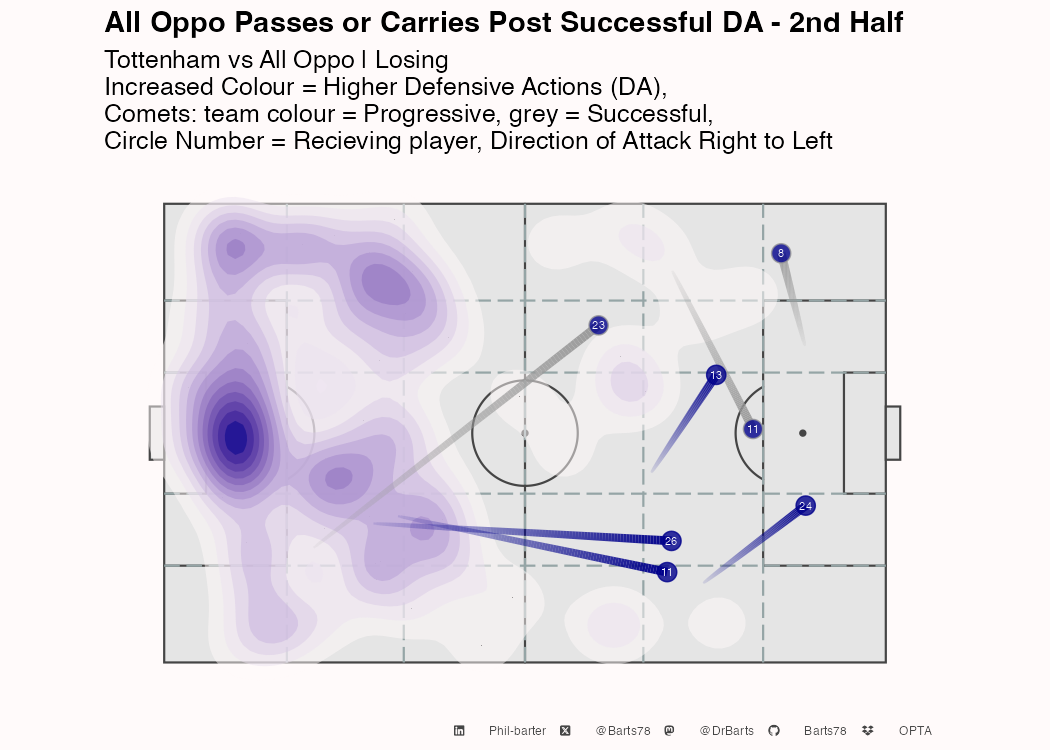 All Oppo Passes or Carries Post Successful DA - 2nd Half
Tottenham vs All Oppo | Losing
Increased Colour = Higher Defensive Actions (DA),
Comets: team colour = Progressive, grey = Successful,
Circle Number = Recieving player, Direction of Attack Right to Left
8
23
13
11
24
26
11
Phil-barter @Barts78 @DrBarts Barts78 OPTA